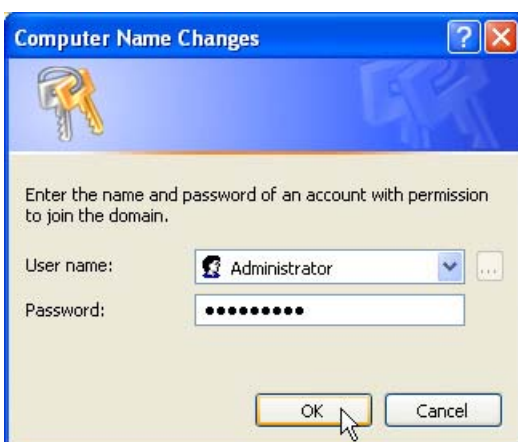 Computer Name Changes
Enter the name and password of an account with permission
to join the domain.
User name:
Administrator
...
Password:
●●●●●●●●●
OK
Cancel